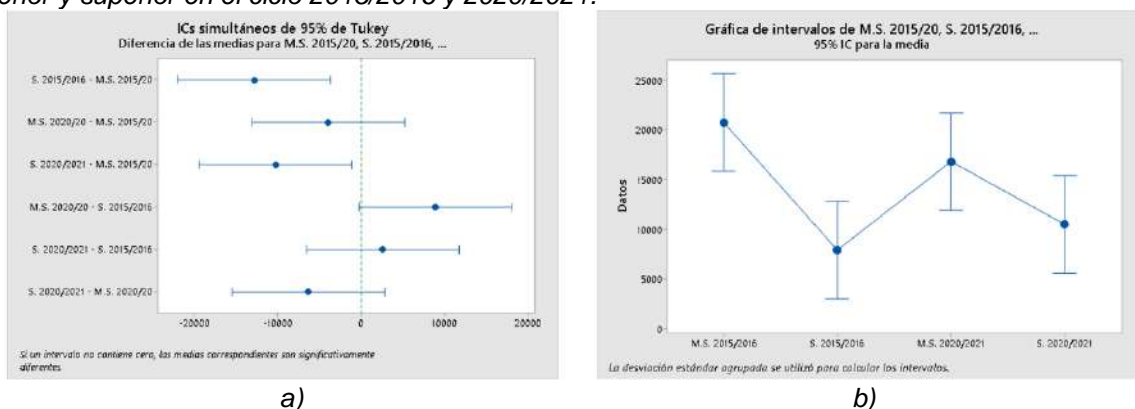 y superior en el ciclo 2015/2016 y 2020/2021.
ICs simultáneos de 95% de Tukey
Diferencia de las medias para M.S. 2015/20, S. 2015/2016, ...
S. 2015/2016 - M.S. 2015/20
M.S. 2020/20 - M.S. 2015/20
S. 2020/2021 - M.S. 2015/20
M.S. 2020/20 - S. 2015/2016
S. 2020/2021 - S. 2015/2016
S. 2020/2021 - M.S. 2020/20
-20000 -10000 0 10000 20000
Si un intervalo no contiene cero, las medias correspondientes son significativamente
diferentes.
a)
Gráfica de intervalos de M.S. 2015/20, S. 2015/2016, ...
95% IC para la media
Datos
25000
20000
15000
10000
5000
0
M.S. 2015/2016 S. 2015/2016 M.S. 2020/2021 S. 2020/2021
La desviación estándar agrupada se utilizó para calcular los intervalos.
b)